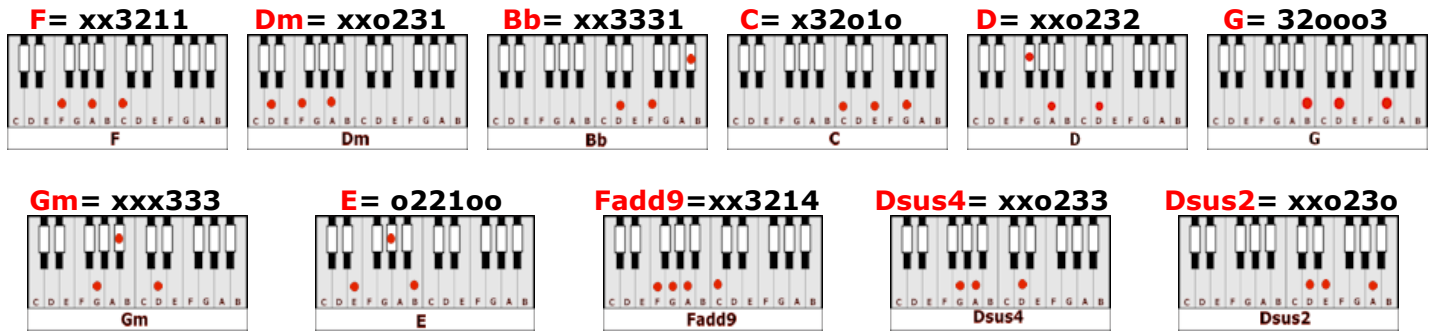 F= xx3211 Dm= xxo231 Bb= xx3331 C= x32o1o D= xxo232 G= 32ooo3
C D E F G A B C D E F G A B C D E F G A B C D E F G A B C D E F G A B C D E F G A B C D E F G A B C D E F G A B C D E F G A B C D E F G A B C D E F G A B C D E F G A B
F Dm Bb C D G
Gm= xxx333 E= o221oo Fadd9=xx3214 Dsus4= xxo233 Dsus2= xxo23o
C D E F G A B C D E F G A B C D E F G A B C D E F G A B C D E F G A B C D E F G A B C D E F G A B C D E F G A B C D E F G A B C D E F G A B
Gm E Fadd9 Dsus4 Dsus2